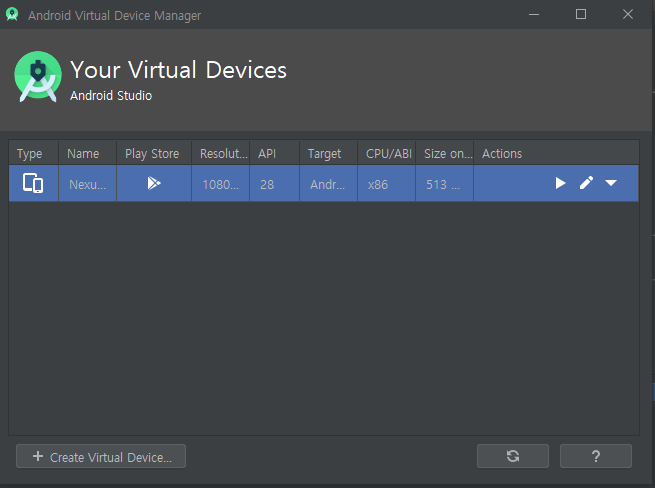 Android Virtual Device Manager
Your Virtual Devices
Android Studio
Type Name Play Store Resolut... API Target CPU/ABI Size on... Actions
Nexu... 1080... 28 Andr... x86 513 ...
+ Create Virtual Device...
?